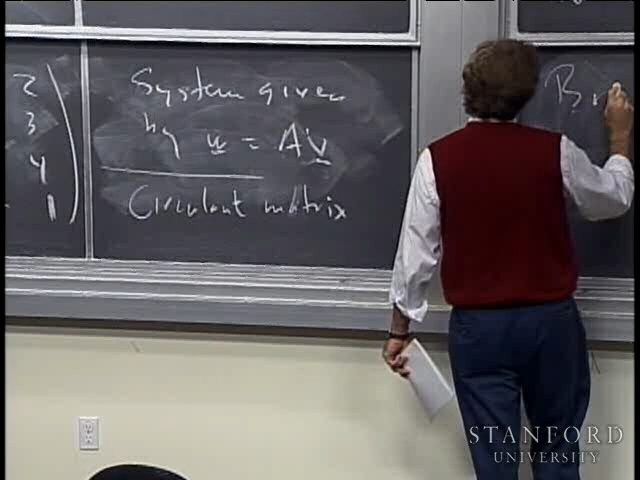 2
3
4
1
System given
by w = Av
Circulant matrix
B
STANFORD
UNIVERSITY